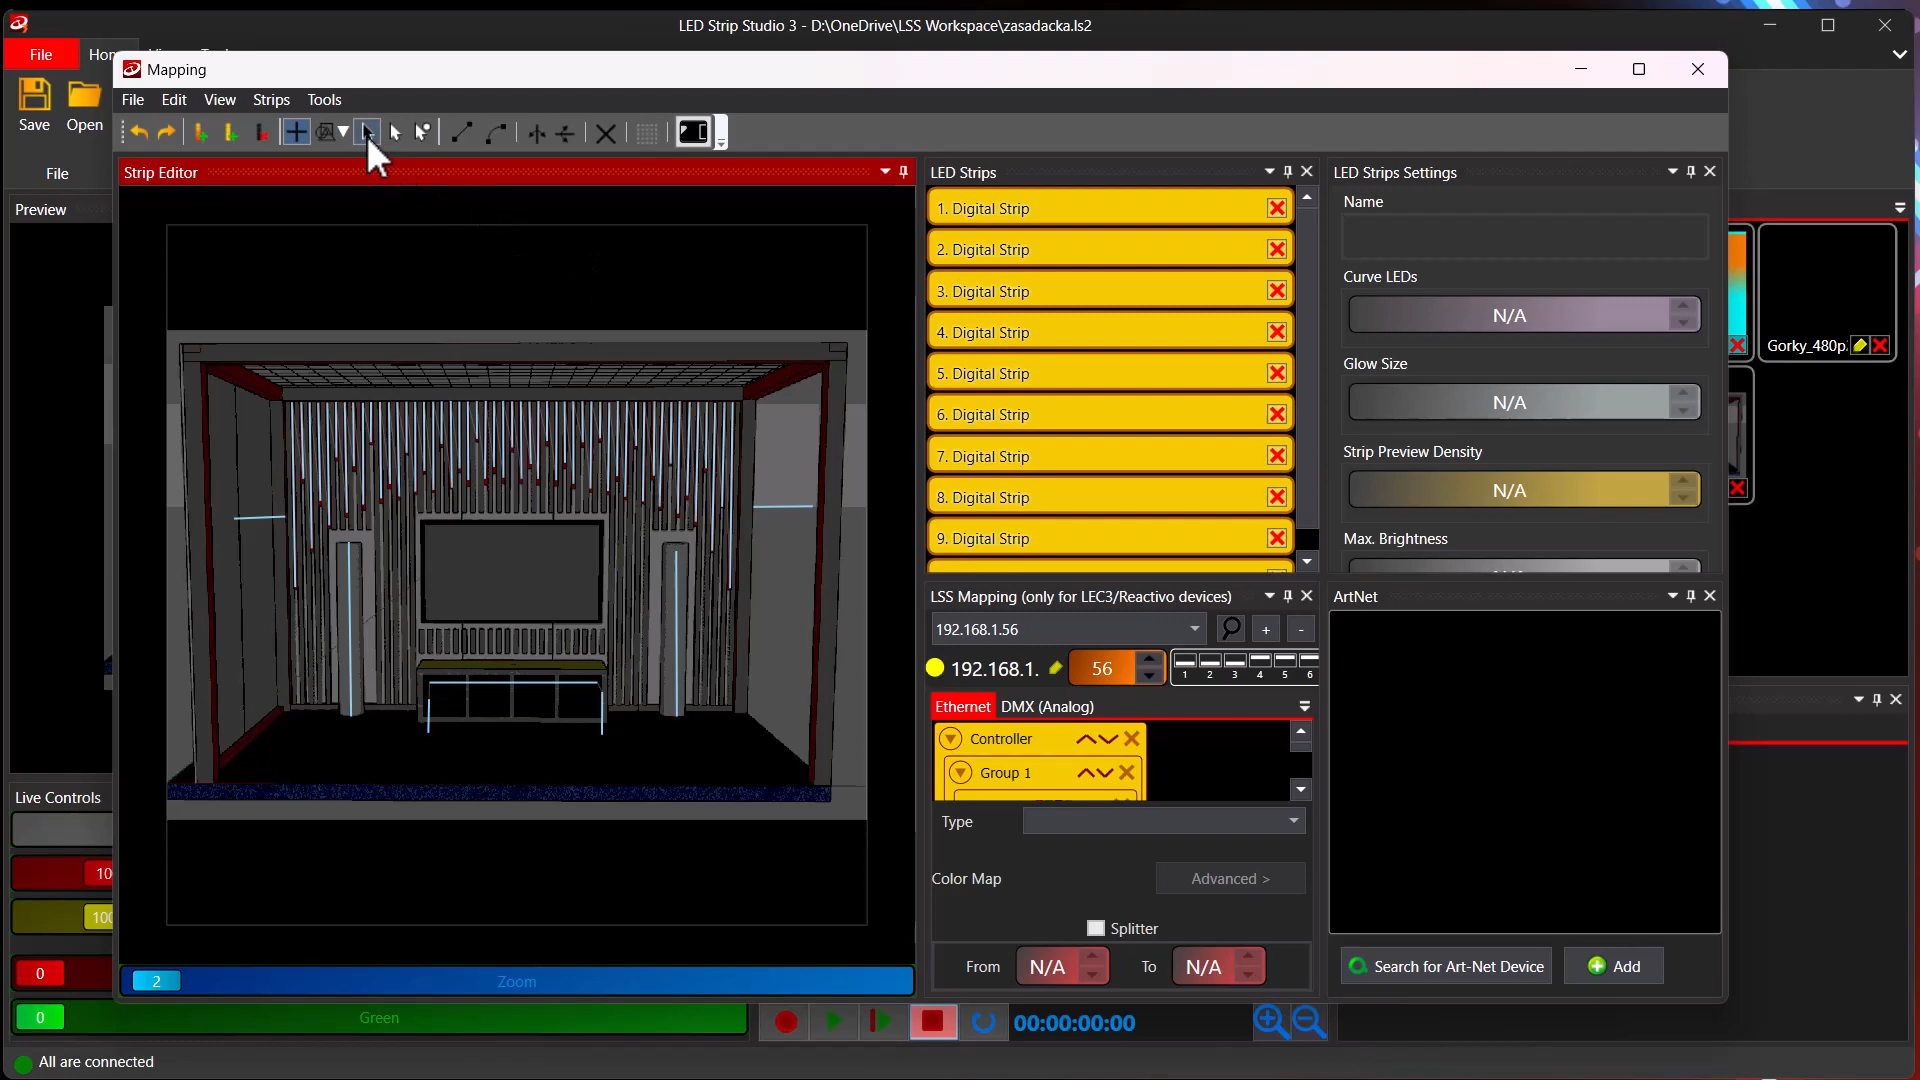 LED Strip Studio 3 - D:\OneDrive\LSS Workspace\zasadacka.ls2
File
Save
Open
File
Preview
Mapping
File Edit View Strips Tools
Strip Editor
2
Zoom
LED Strips
1. Digital Strip
2. Digital Strip
3. Digital Strip
4. Digital Strip
5. Digital Strip
6. Digital Strip
7. Digital Strip
8. Digital Strip
9. Digital Strip
LED Strips Settings
Name
Curve LEDs
N/A
Glow Size
N/A
Strip Preview Density
N/A
Max. Brightness
LSS Mapping (only for LEC3/Reactivo devices)
192.168.1.56
+ -
192.168.1. 56
1 2 3 4 5 6
Ethernet DMX (Analog)
Controller
Group 1
Type
Color Map
Advanced >
Splitter
From N/A To N/A
ArtNet
Search for Art-Net Device
Add
Gorky_480p
Live Controls
0
0
Green
00:00:00:00
All are connected